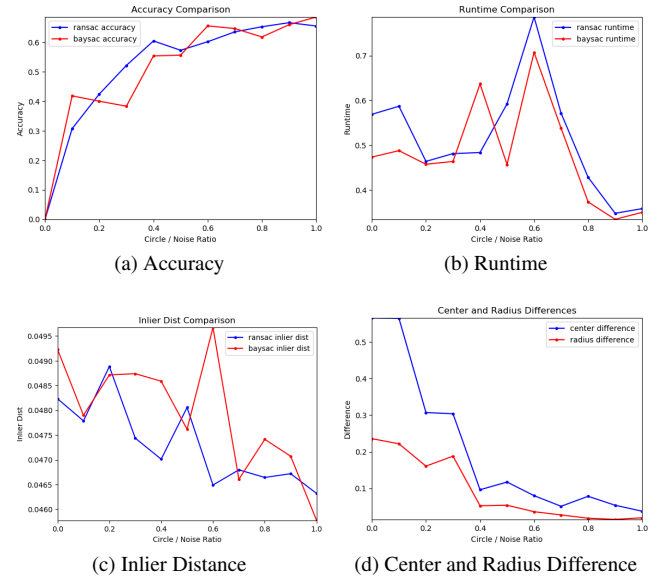 Accuracy Comparison
ransac accuracy
baysac accuracy
0.6
0.5
0.4
0.3
0.2
0.1
0.0
Accuracy
0.0 0.2 0.4 0.6 0.8 1.0
Circle / Noise Ratio
(a) Accuracy
Runtime Comparison
ransac runtime
baysac runtime
0.7
0.6
0.5
0.4
Runtime
0.0 0.2 0.4 0.6 0.8 1.0
Circle / Noise Ratio
(b) Runtime
Inlier Dist Comparison
ransac inlier dist
baysac inlier dist
0.0495
0.0490
0.0485
0.0480
0.0475
0.0470
0.0465
0.0460
Inlier Dist
0.0 0.2 0.4 0.6 0.8 1.0
Circle / Noise Ratio
(c) Inlier Distance
Center and Radius Differences
center difference
radius difference
0.5
0.4
0.3
0.2
0.1
Difference
0.0 0.2 0.4 0.6 0.8 1.0
Circle / Noise Ratio
(d) Center and Radius Difference